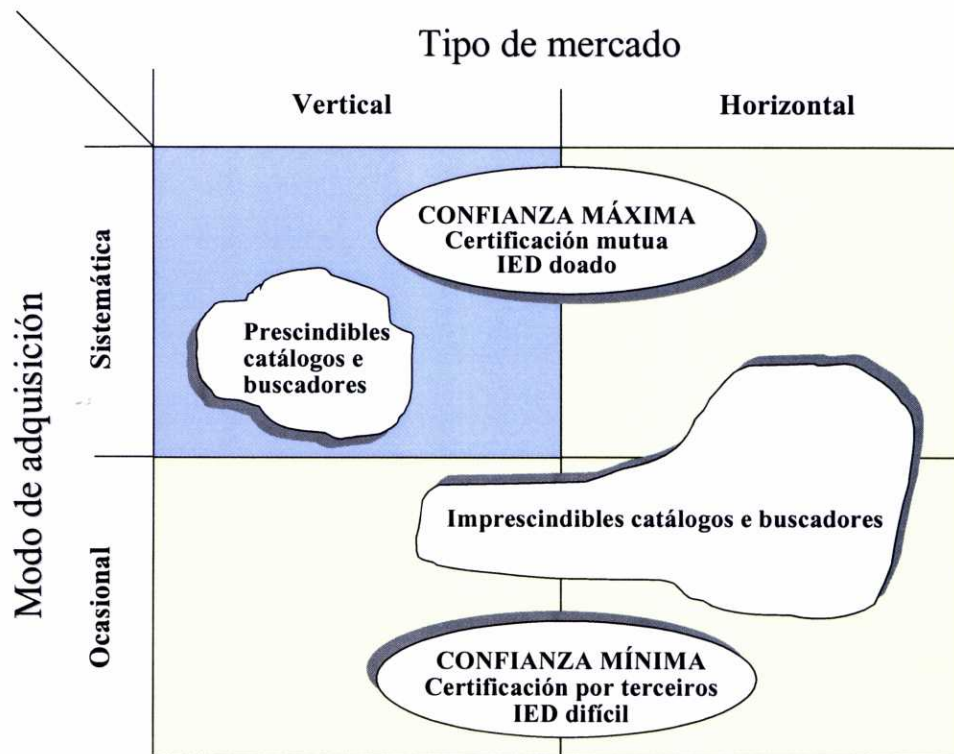 Tipo de mercado
Vertical
Horizontal
Modo de adquisición
Sistemática
CONFIANZA MÁXIMA
Certificación mutua
IED doado
Prescindibles
catálogos e
buscadores
Ocasional
Imprescindibles catálogos e buscadores
CONFIANZA MÍNIMA
Certificación por terceiros
IED difícil